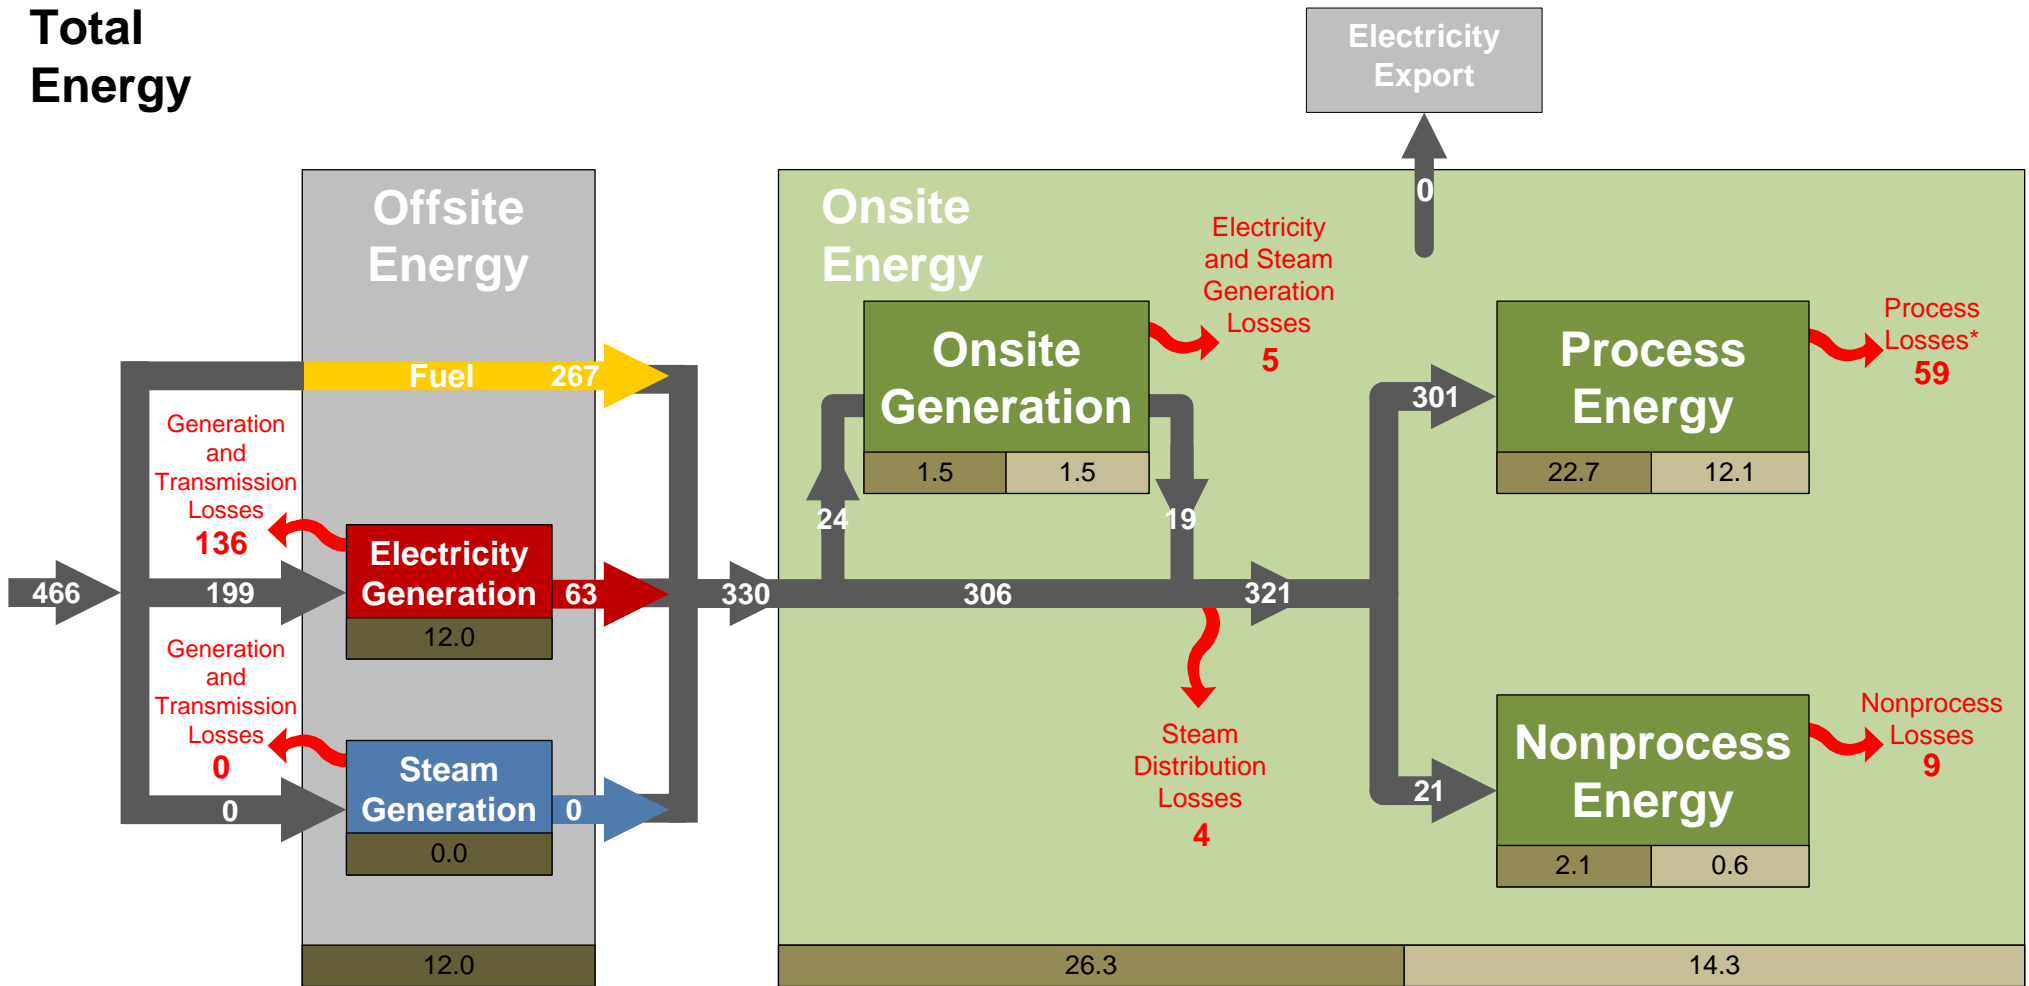 Total
Energy
Electricity
Export
0
Offsite
Energy
Fuel 267
Generation
and
Transmission
Losses
136
466
199
Electricity
Generation
63
12.0
Generation
and
Transmission
Losses
0
0
Steam
Generation
0
0.0
12.0
330
Onsite
Energy
Onsite
Generation
1.5
1.5
24
19
Electricity
and Steam
Generation
Losses
5
306
321
Steam
Distribution
Losses
4
301
Process
Energy
22.7
12.1
Process
Losses*
59
21
Nonprocess
Energy
2.1
0.6
Nonprocess
Losses
9
26.3
14.3